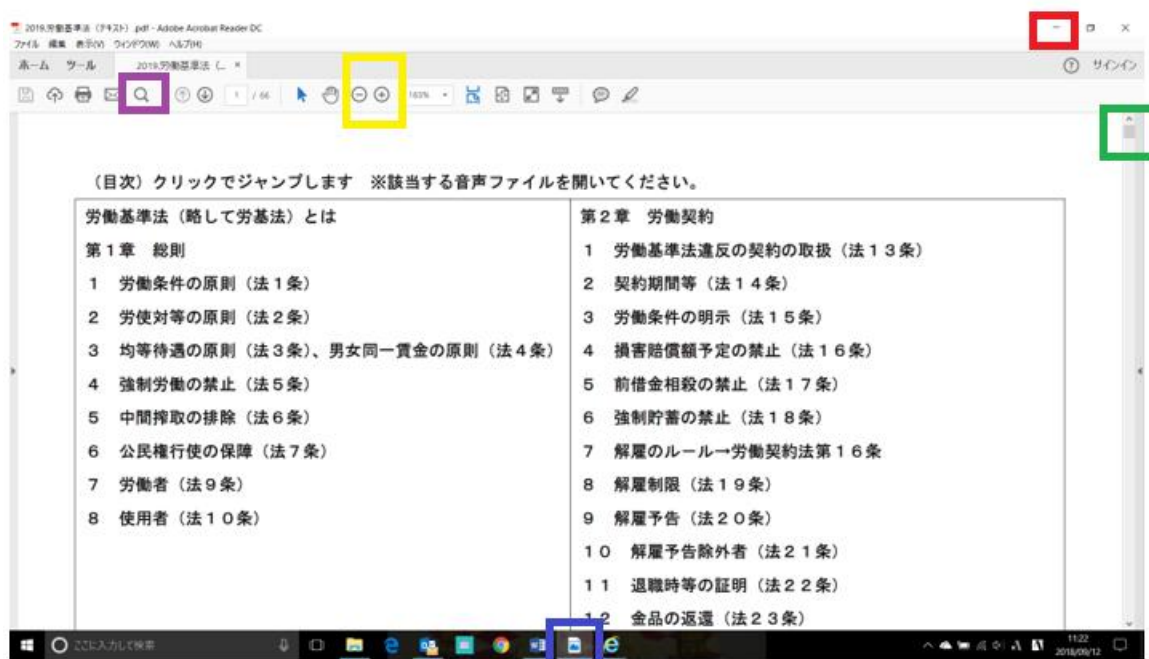 2019.労働基準法（テキスト）.pdf - Adobe Acrobat Reader DC
ファイル 編集 表示(V) ウィンドウ(W) ヘルプ(H)
ホーム ツール 2019.労働基準法（... × サインイン
1 / 66 163%
（目次）クリックでジャンプします ※該当する音声ファイルを開いてください。
労働基準法（略して労基法）とは
第１章 総則
１ 労働条件の原則（法１条）
２ 労使対等の原則（法２条）
３ 均等待遇の原則（法３条）、男女同一賃金の原則（法４条）
４ 強制労働の禁止（法５条）
５ 中間搾取の排除（法６条）
６ 公民権行使の保障（法７条）
７ 労働者（法９条）
８ 使用者（法１０条）
第２章 労働契約
１ 労働基準法違反の契約の取扱（法１３条）
２ 契約期間等（法１４条）
３ 労働条件の明示（法１５条）
４ 損害賠償額予定の禁止（法１６条）
５ 前借金相殺の禁止（法１７条）
６ 強制貯蓄の禁止（法１８条）
７ 解雇のルール→労働契約法第１６条
８ 解雇制限（法１９条）
９ 解雇予告（法２０条）
１０ 解雇予告除外者（法２１条）
１１ 退職時等の証明（法２２条）
１２ 金品の返還（法２３条）
ここに入力して検索
11:22
2018/09/12